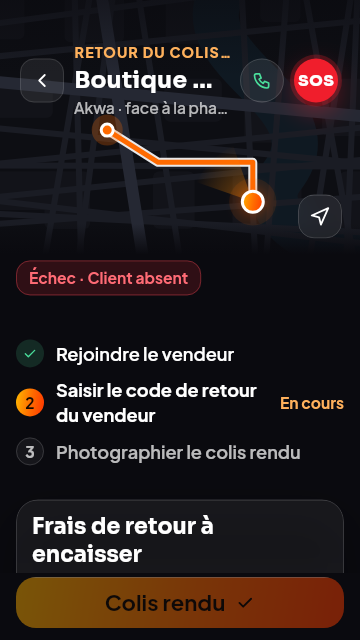 RETOUR DU COLIS…
Boutique ...
SOS
Akwa · face à la pha…
Échec · Client absent
Rejoindre le vendeur
2
Saisir le code de retour
du vendeur
En cours
3
Photographier le colis rendu
Frais de retour à
encaisser
Colis rendu